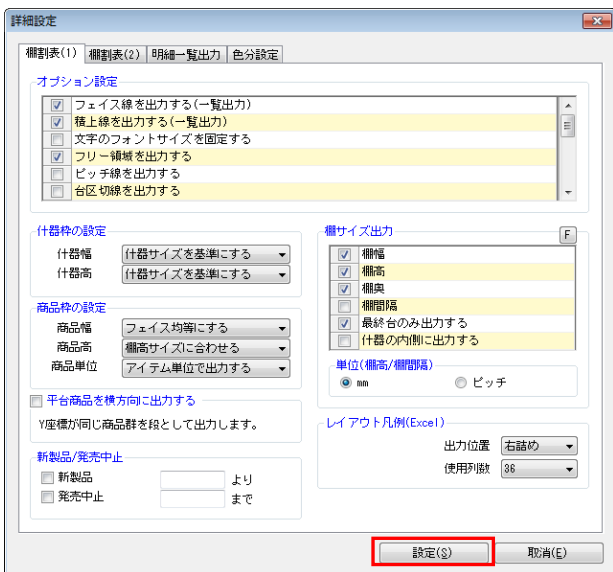 詳細設定
棚割表(1) 棚割表(2) 明細一覧出力 色分設定
オプション設定
フェイス線を出力する(一覧出力)
積上線を出力する(一覧出力)
文字のフォントサイズを固定する
フリー領域を出力する
ピッチ線を出力する
台区切線を出力する
什器枠の設定
什器幅 什器サイズを基準にする
什器高 什器サイズを基準にする
商品枠の設定
商品幅 フェイス均等にする
商品高 棚高サイズに合わせる
商品単位 アイテム単位で出力する
平台商品を横方向に出力する
Y座標が同じ商品群を段として出力します。
新製品/発売中止
新製品 より
発売中止 まで
棚サイズ出力 F
棚幅
棚高
棚奥
棚間隔
最終台のみ出力する
什器の内側に出力する
単位(棚高/棚間隔)
mm ピッチ
レイアウト凡例(Excel)
出力位置 右詰め
使用列数 36
設定(S) 取消(E)